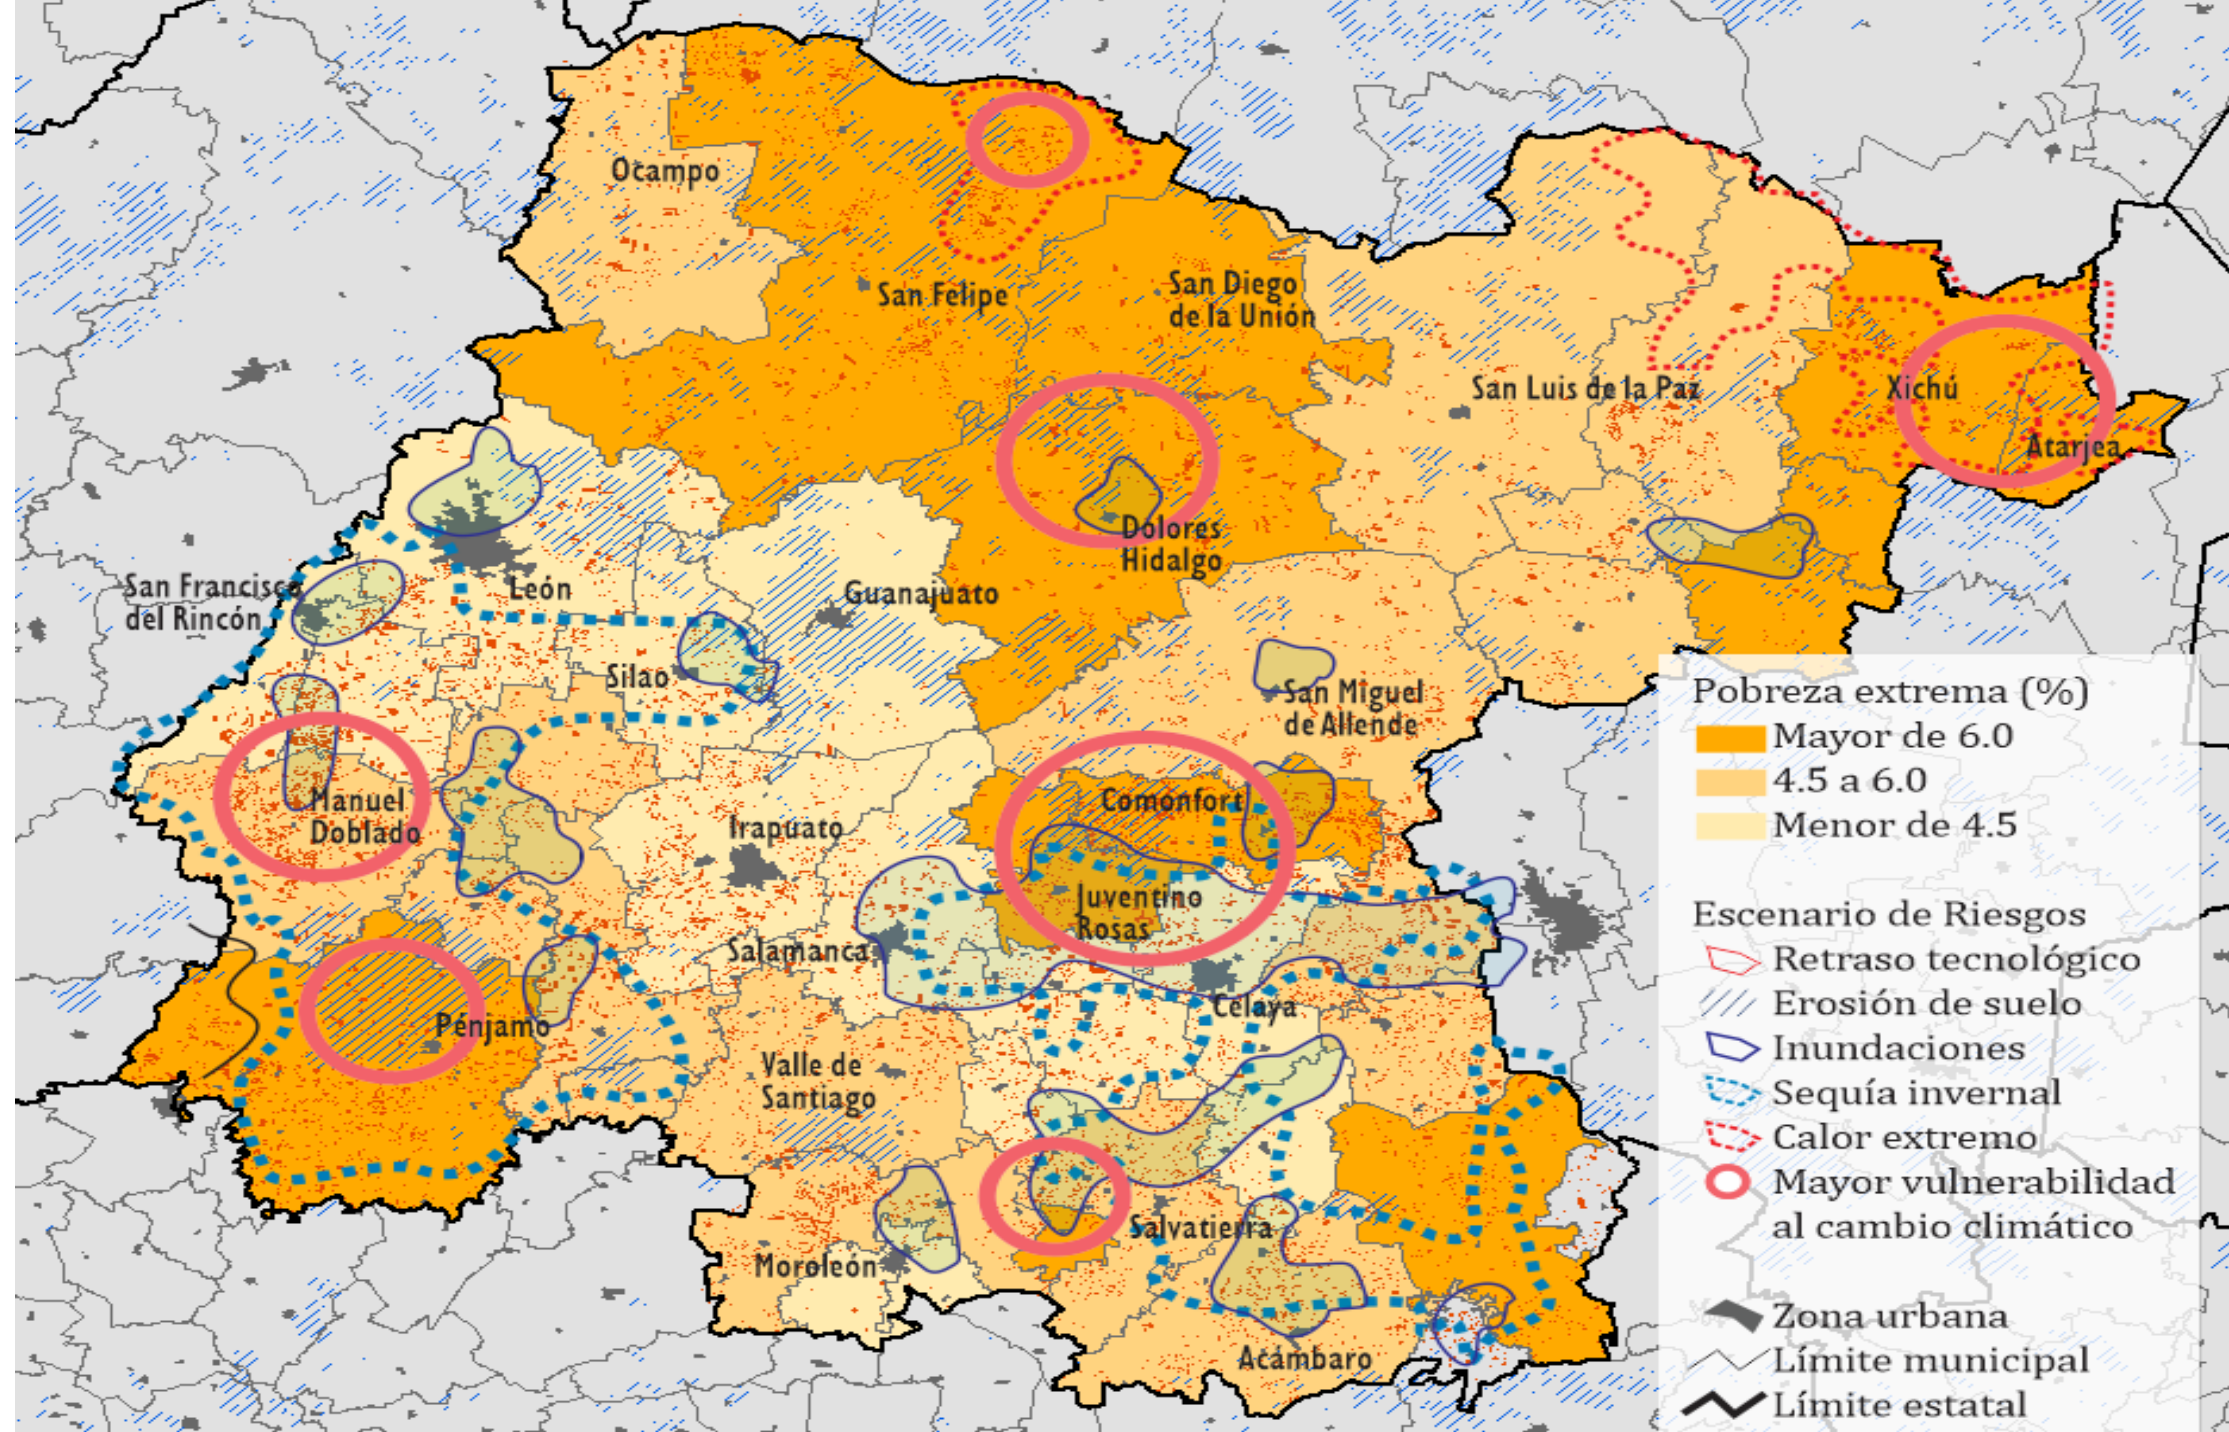 Ocampo
San Felipe
San Diego
de la Unión
San Luis de la Paz
Xichú
Atarjea
Dolores
Hidalgo
San Francisco
del Rincón
León
Guanajuato
Silao
San Miguel
de Allende
Manuel
Doblado
Irapuato
Comonfort
Juventino
Rosas
Salamanca
Celaya
Pénjamo
Valle de
Santiago
Salvatierra
Moroleón
Acámbaro
Pobreza extrema (%)
Mayor de 6.0
4.5 a 6.0
Menor de 4.5
Escenario de Riesgos
Retraso tecnológico
Erosión de suelo
Inundaciones
Sequía invernal
Calor extremo
Mayor vulnerabilidad
al cambio climático
Zona urbana
Límite municipal
Límite estatal